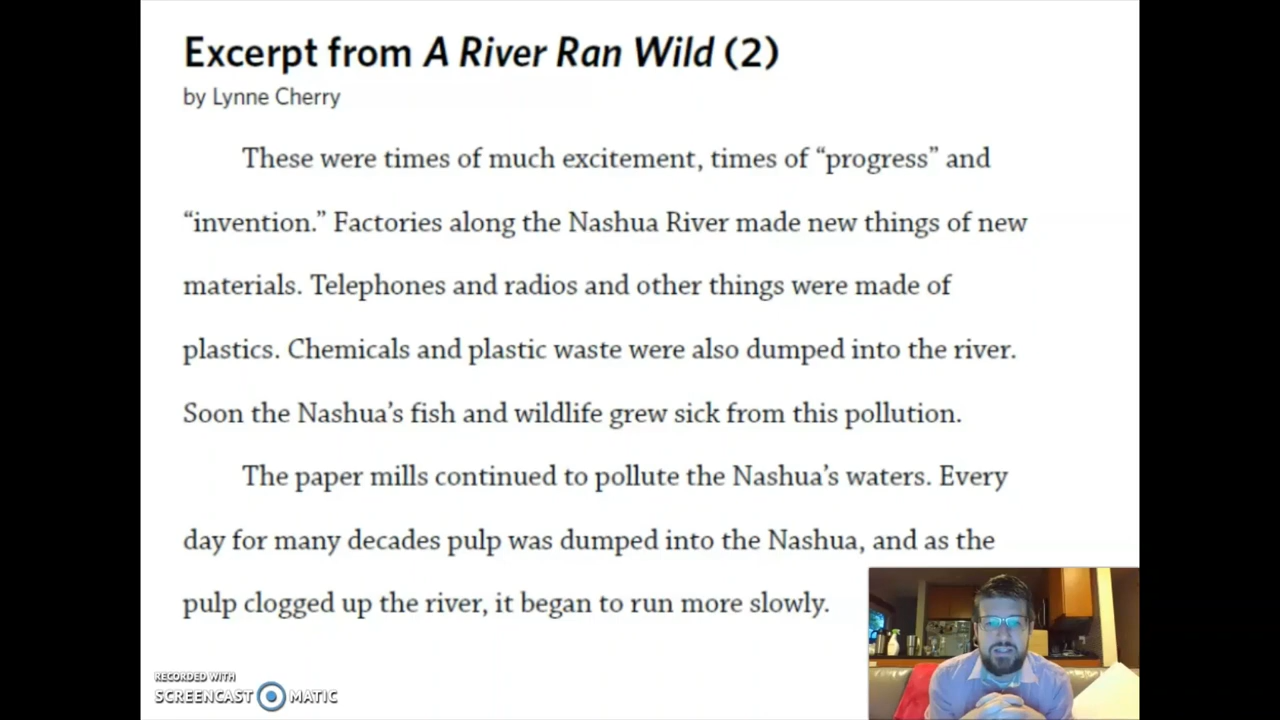 Excerpt from A River Ran Wild (2)
by Lynne Cherry
These were times of much excitement, times of “progress” and
“invention.” Factories along the Nashua River made new things of new
materials. Telephones and radios and other things were made of
plastics. Chemicals and plastic waste were also dumped into the river.
Soon the Nashua’s fish and wildlife grew sick from this pollution.
The paper mills continued to pollute the Nashua’s waters. Every
day for many decades pulp was dumped into the Nashua, and as the
pulp clogged up the river, it began to run more slowly.
RECORDED WITH
SCREENCAST MATIC